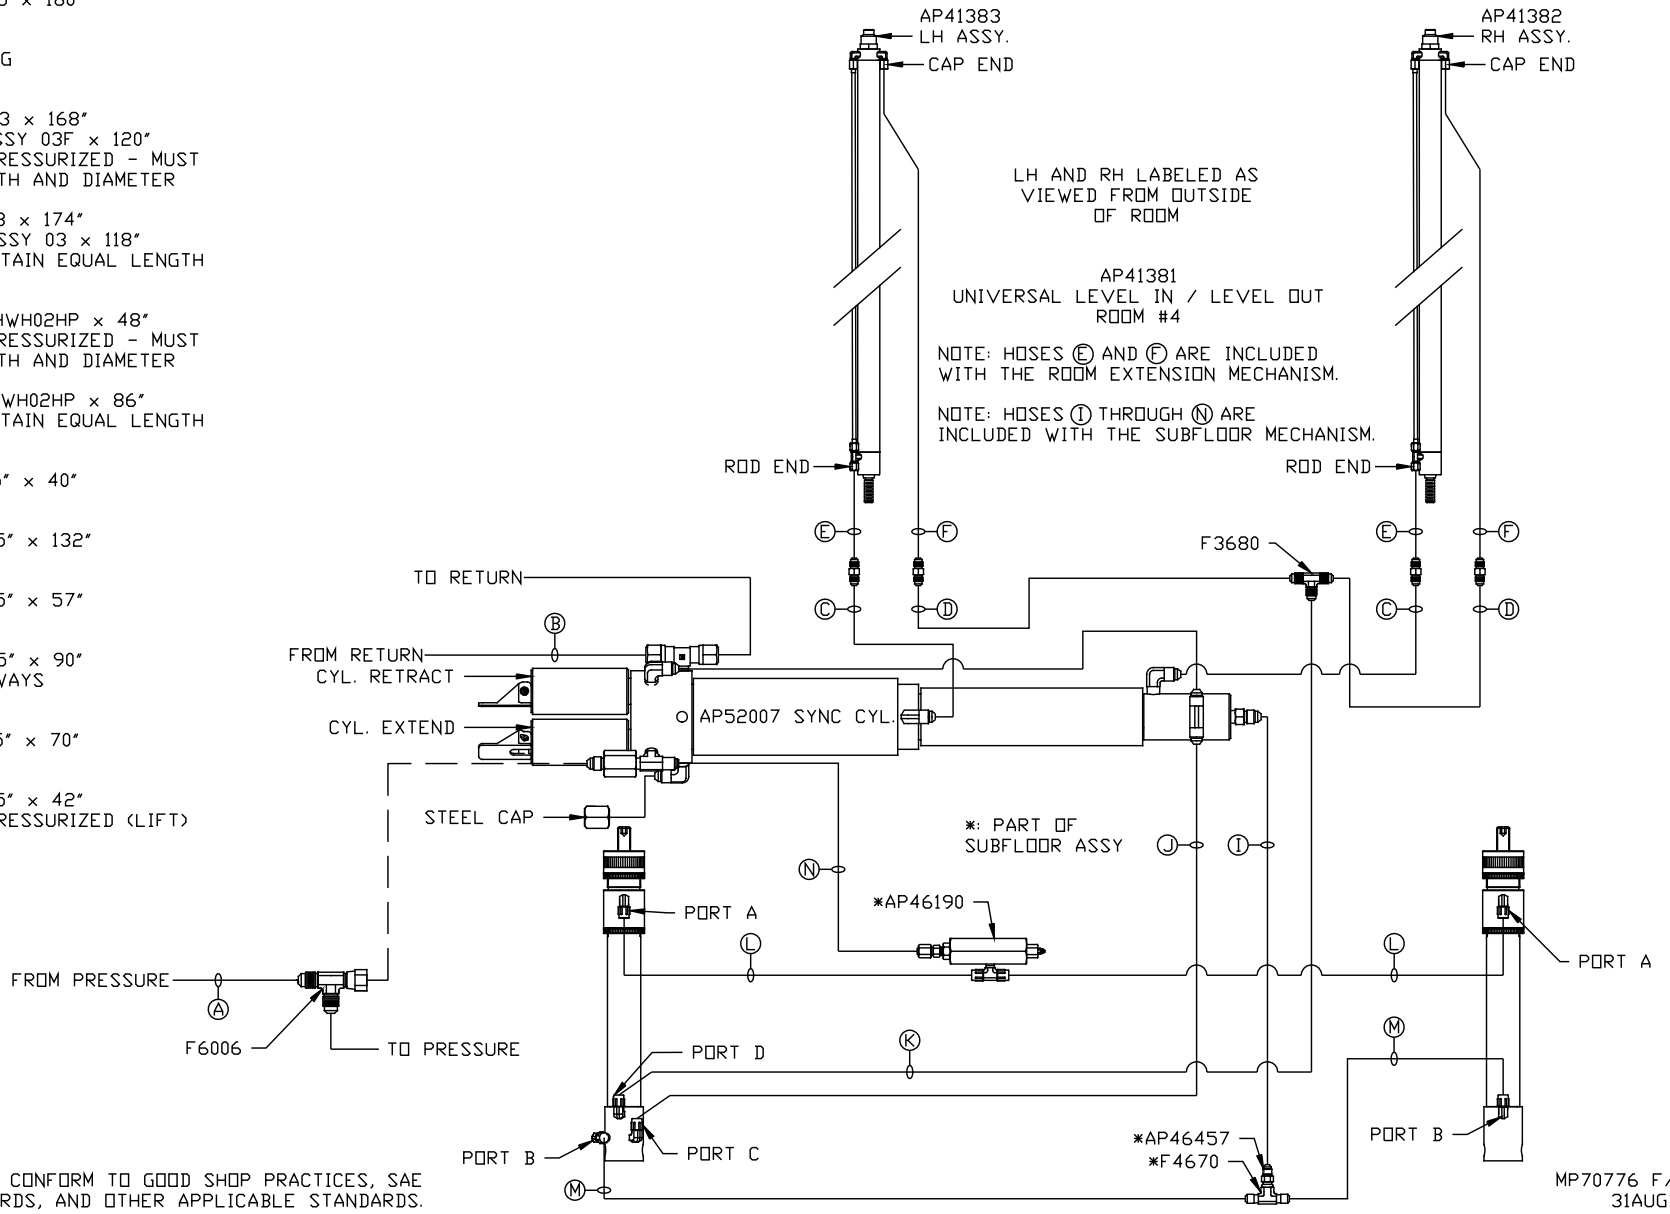 G
3 × 168"
SSY 03F × 120"
RESSURIZED - MUST
TH AND DIAMETER
3 × 174"
SSY 03 × 118"
TAIN EQUAL LENGTH
HWH02HP × 48"
RESSURIZED - MUST
TH AND DIAMETER
WH02HP × 86"
TAIN EQUAL LENGTH
" × 40"
5" × 132"
5" × 57"
5" × 90"
WAYS
" × 70"
5" × 42"
RESSURIZED (LIFT)
AP41383
LH ASSY.
CAP END
AP41382
RH ASSY.
CAP END
LH AND RH LABELED AS
VIEWED FROM OUTSIDE
OF ROOM
AP41381
UNIVERSAL LEVEL IN / LEVEL OUT
ROOM #4
NOTE: HOSES E AND F ARE INCLUDED
WITH THE ROOM EXTENSION MECHANISM.
NOTE: HOSES I THROUGH N ARE
INCLUDED WITH THE SUBFLOOR MECHANISM.
ROD END
ROD END
E
F
F3680
E
F
TO RETURN
C
D
C
D
B
FROM RETURN
CYL. RETRACT
CYL. EXTEND
AP52007 SYNC CYL.
STEEL CAP
*: PART OF
SUBFLOOR ASSY
J
I
N
*AP46190
PORT A
L
L
PORT A
FROM PRESSURE
A
F6006
TO PRESSURE
K
M
PORT D
PORT B
PORT C
PORT B
*AP46457
*F4670
M
CONFORM TO GOOD SHOP PRACTICES, SAE
RDS, AND OTHER APPLICABLE STANDARDS.
MP70776 F/
31AUG